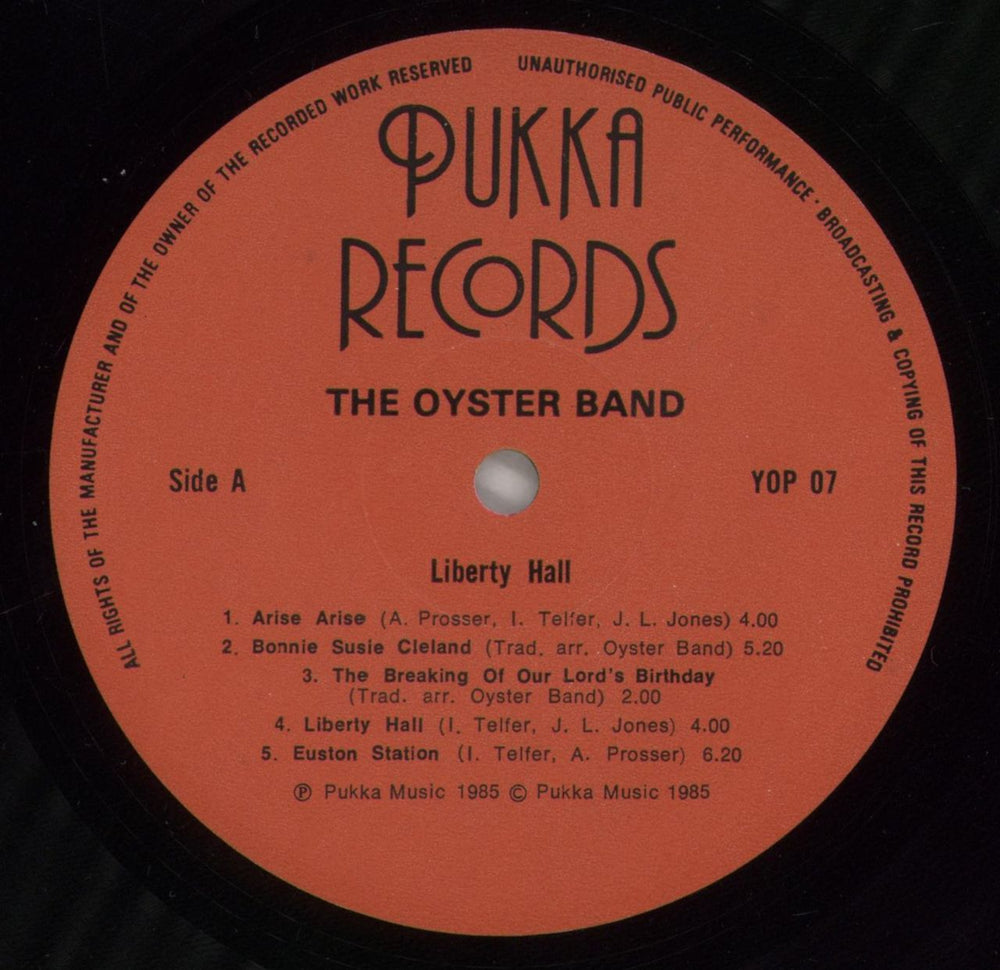 ALL RIGHTS OF THE MANUFACTURER AND OF THE OWNER OF THE RECORDED WORK RESERVED
UNAUTHORISED PUBLIC PERFORMANCE · BROADCASTING & COPYING OF THIS RECORD PROHIBITED
PUKKA
RECORDS
THE OYSTER BAND
Side A YOP 07
Liberty Hall
1. Arise Arise (A. Prosser, I. Telfer, J. L. Jones) 4.00
2. Bonnie Susie Cleland (Trad. arr. Oyster Band) 5.20
3. The Breaking Of Our Lord's Birthday
(Trad. arr. Oyster Band) 2.00
4. Liberty Hall (I. Telfer, J. L. Jones) 4.00
5. Euston Station (I. Telfer, A. Prosser) 6.20
℗ Pukka Music 1985 © Pukka Music 1985